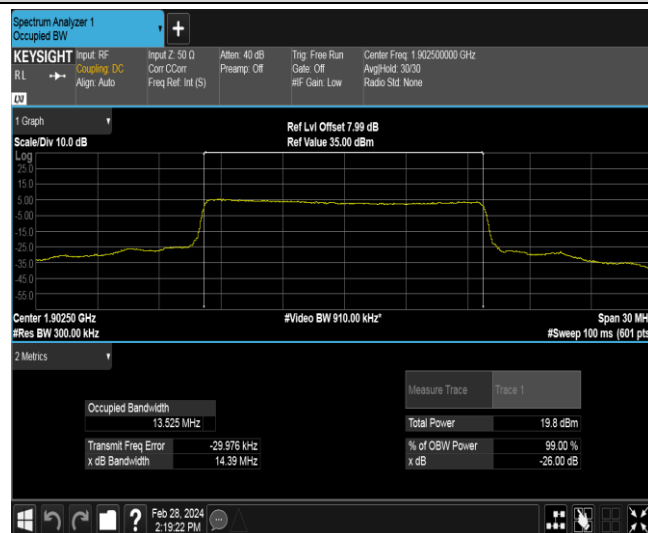 Spectrum Analyzer 1
Occupied BW
+
KEYSIGHT
RL
LXI
Input: RF
Coupling: DC
Align: Auto
Input Z: 50 Ω
Corr CCorr
Freq Ref: Int (S)
Atten: 40 dB
Preamp: Off
Trig: Free Run
Gate: Off
#IF Gain: Low
Center Freq: 1.902500000 GHz
Avg|Hold: 30/30
Radio Std: None
1 Graph
Scale/Div 10.0 dB
Ref Lvl Offset 7.99 dB
Ref Value 35.00 dBm
Log
25.0
15.0
5.00
-5.00
-15.0
-25.0
-35.0
-45.0
-55.0
Center 1.90250 GHz
#Res BW 300.00 kHz
#Video BW 910.00 kHz*
Span 30 MH
#Sweep 100 ms (601 pts
2 Metrics
Measure Trace Trace 1
Occupied Bandwidth
13.525 MHz
Total Power 19.8 dBm
Transmit Freq Error -29.976 kHz
% of OBW Power 99.00 %
x dB Bandwidth 14.39 MHz
x dB -26.00 dB
?
Feb 28, 2024
2:19:22 PM